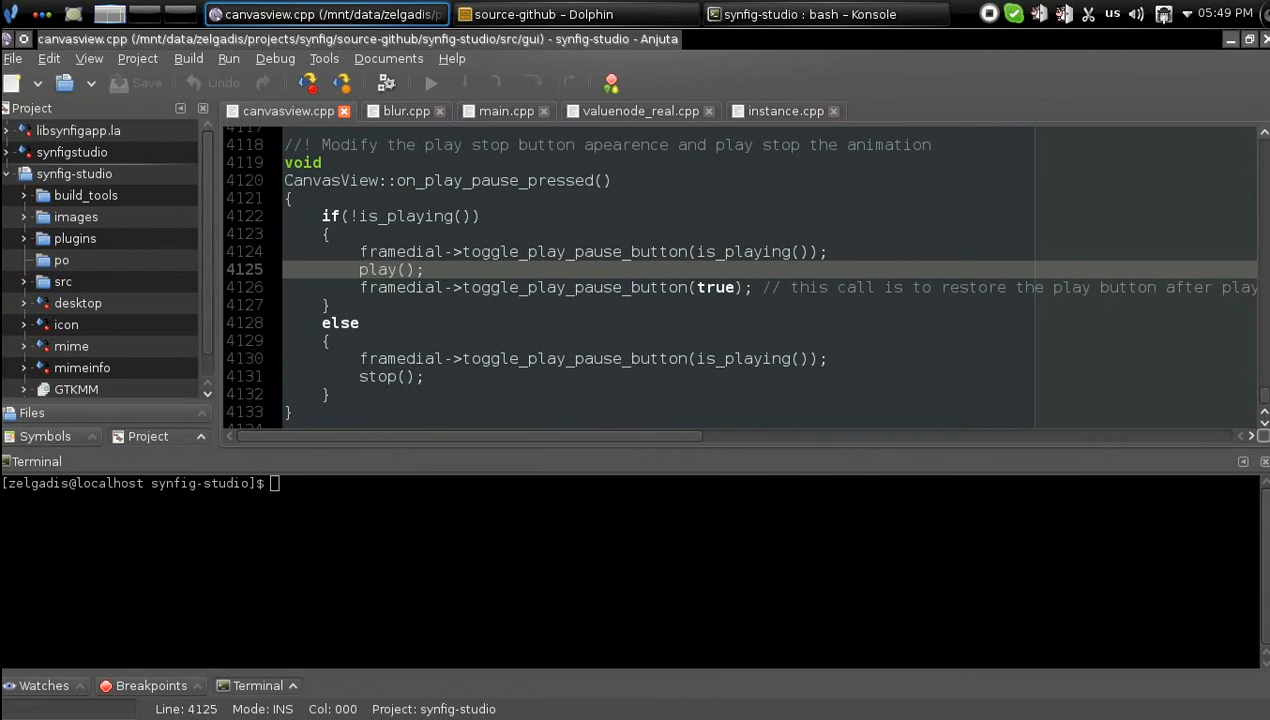 canvasview.cpp (/mnt/data/zelgadis/p
source-github – Dolphin
synfig-studio : bash – Konsole
us
05:49 PM
canvasview.cpp (/mnt/data/zelgadis/projects/synfig/source-github/synfig-studio/src/gui) - synfig-studio - Anjuta
File Edit View Project Build Run Debug Tools Documents Help
Save
Undo
Project
canvasview.cpp
blur.cpp
main.cpp
valuenode_real.cpp
instance.cpp
libsynfigapp.la
synfigstudio
synfig-studio
build_tools
images
plugins
po
src
desktop
icon
mime
mimeinfo
GTKMM
Files
Symbols
Project
4117
4118 //! Modify the play stop button apearence and play stop the animation
4119 void
4120 CanvasView::on_play_pause_pressed()
4121 {
4122 if(!is_playing())
4123 {
4124 framedial->toggle_play_pause_button(is_playing());
4125 play();
4126 framedial->toggle_play_pause_button(true); // this call is to restore the play button after play
4127 }
4128 else
4129 {
4130 framedial->toggle_play_pause_button(is_playing());
4131 stop();
4132 }
4133 }
Terminal
[zelgadis@localhost synfig-studio]$
Watches
Breakpoints
Terminal
Line: 4125 Mode: INS Col: 000 Project: synfig-studio